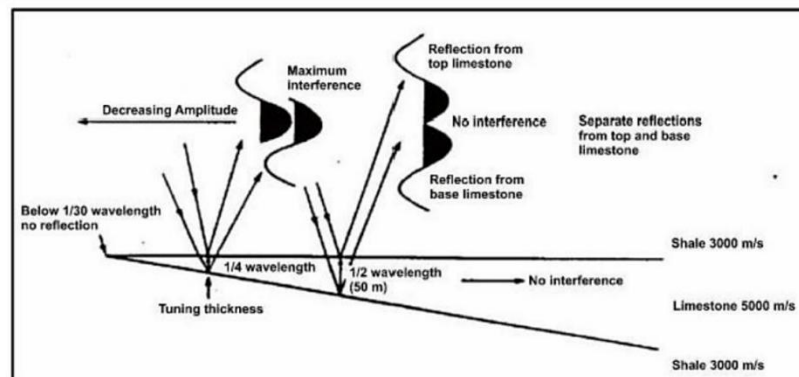 Reflection from
top limestone
Maximum
interference
Decreasing Amplitude
No interference
Separate reflections
from top and base
limestone
Reflection from
base limestone
Below 1/30 wavelength
no reflection
Shale 3000 m/s
1/4 wavelength
1/2 wavelength
(50 m)
No interference
Tuning thickness
Limestone 5000 m/s
Shale 3000 m/s